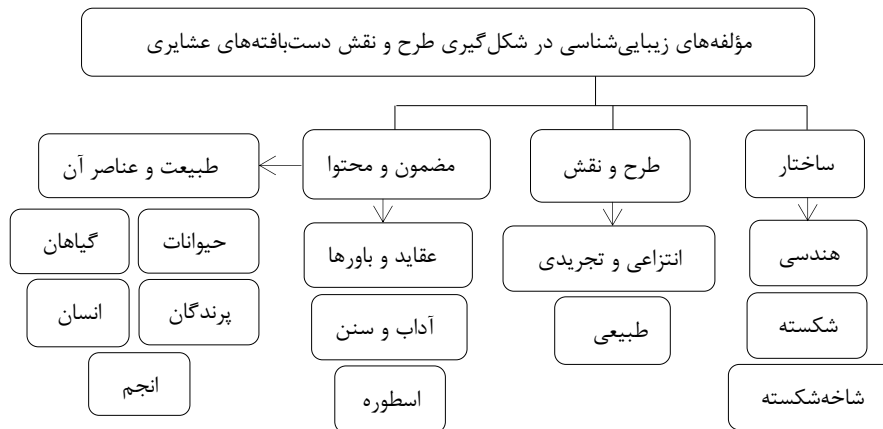 مؤلفه‌های زیبایی‌شناسی در شکل‌گیری طرح و نقش دست‌بافته‌های عشایری
ساختار
طرح و نقش
مضمون و محتوا
طبیعت و عناصر آن
هندسی
شکسته
شاخه‌شکسته
انتزاعی و تجریدی
طبیعی
عقاید و باورها
آداب و سنن
اسطوره
حیوانات
گیاهان
پرندگان
انسان
انجم